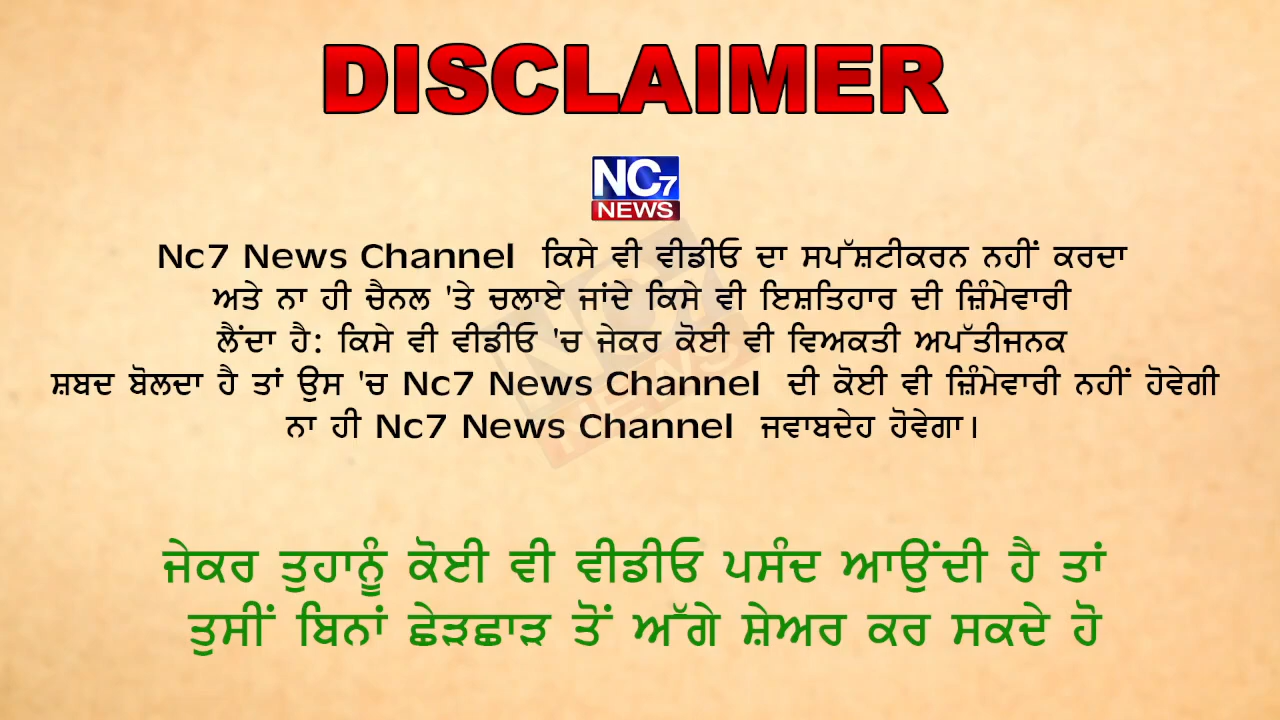 DISCLAIMER
NC7
NEWS
Nc7 News Channel ਕਿਸੇ ਵੀ ਵੀਡੀਓ ਦਾ ਸਪੱਸ਼ਟੀਕਰਨ ਨਹੀਂ ਕਰਦਾ
ਅਤੇ ਨਾ ਹੀ ਚੈਨਲ 'ਤੇ ਚਲਾਏ ਜਾਂਦੇ ਕਿਸੇ ਵੀ ਇਸ਼ਤਿਹਾਰ ਦੀ ਜ਼ਿੰਮੇਵਾਰੀ
ਲੈਂਦਾ ਹੈ: ਕਿਸੇ ਵੀ ਵੀਡੀਓ 'ਚ ਜੇਕਰ ਕੋਈ ਵੀ ਵਿਅਕਤੀ ਅਪੱਤੀਜਨਕ
ਸ਼ਬਦ ਬੋਲਦਾ ਹੈ ਤਾਂ ਉਸ 'ਚ Nc7 News Channel ਦੀ ਕੋਈ ਵੀ ਜ਼ਿੰਮੇਵਾਰੀ ਨਹੀਂ ਹੋਵੇਗੀ
ਨਾ ਹੀ Nc7 News Channel ਜਵਾਬਦੇਹ ਹੋਵੇਗਾ।
ਜੇਕਰ ਤੁਹਾਨੂੰ ਕੋਈ ਵੀ ਵੀਡੀਓ ਪਸੰਦ ਆਉਂਦੀ ਹੈ ਤਾਂ
ਤੁਸੀਂ ਬਿਨਾਂ ਛੇੜਛਾੜ ਤੋਂ ਅੱਗੇ ਸ਼ੇਅਰ ਕਰ ਸਕਦੇ ਹੋ